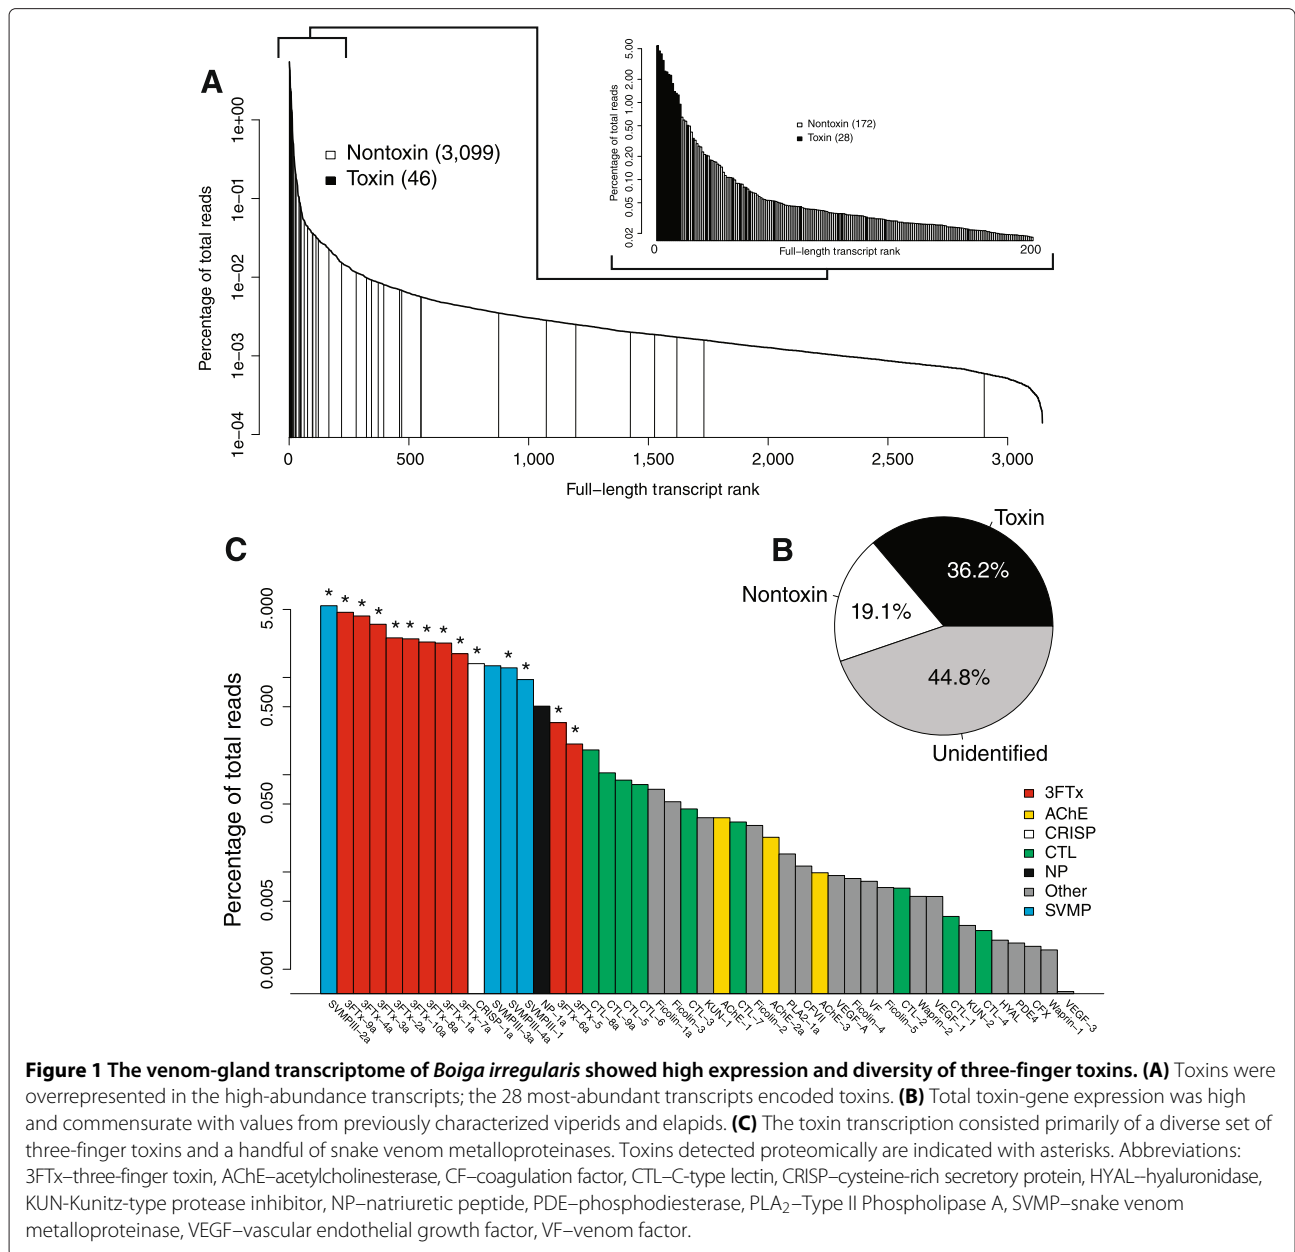 A
Percentage of total reads
1e+00
1e−01
1e−02
1e−03
1e−04
Nontoxin (3,099)
Toxin (46)
0
500
1,000
1,500
2,000
2,500
3,000
Full−length transcript rank
Percentage of total reads
5.00
2.00
1.00
0.50
0.20
0.10
0.05
0.02
Nontoxin (172)
Toxin (28)
0
200
Full−length transcript rank
B
Toxin
36.2%
Nontoxin
19.1%
44.8%
Unidentified
C
Percentage of total reads
5.000
0.500
0.050
0.005
0.001
* * * * * * * * * * * * * *
3FTx
AChE
CRISP
CTL
NP
Other
SVMP
SVMPII−2a
3FTx−9a
3FTx−4a
3FTx−3a
3FTx−2a
3FTx−10a
3FTx−8a
3FTx−1a
3FTx−7a
CRISP−1a
SVMPIII−3a
SVMPIII−4a
SVMPIII−1
NP−1a
3FTx−6a
3FTx−5
CTL−8a
CTL−9a
CTL−5
CTL−6
Ficolin−1a
Ficolin−3
CTL−3
KUN−1
AChE−1
CTL−7
Ficolin−2
AChE−2a
PLA2−1a
CFVII
AChE−3
VEGF−A
Ficolin−4
VF
Ficolin−5
CTL−2
Waprin−2
VEGF−1
CTL−1
KUN−2
CTL−4
HYAL
PDE4
CFX
Waprin−1
VEGF−3
Figure 1 The venom-gland transcriptome of Boiga irregularis showed high expression and diversity of three-finger toxins. (A) Toxins were
overrepresented in the high-abundance transcripts; the 28 most-abundant transcripts encoded toxins. (B) Total toxin-gene expression was high
and commensurate with values from previously characterized viperids and elapids. (C) The toxin transcription consisted primarily of a diverse set of
three-finger toxins and a handful of snake venom metalloproteinases. Toxins detected proteomically are indicated with asterisks. Abbreviations:
3FTx–three-finger toxin, AChE–acetylcholinesterase, CF–coagulation factor, CTL–C-type lectin, CRISP–cysteine-rich secretory protein, HYAL–-hyaluronidase,
KUN-Kunitz-type protease inhibitor, NP–natriuretic peptide, PDE–phosphodiesterase, PLA2–Type II Phospholipase A, SVMP–snake venom
metalloproteinase, VEGF–vascular endothelial growth factor, VF–venom factor.